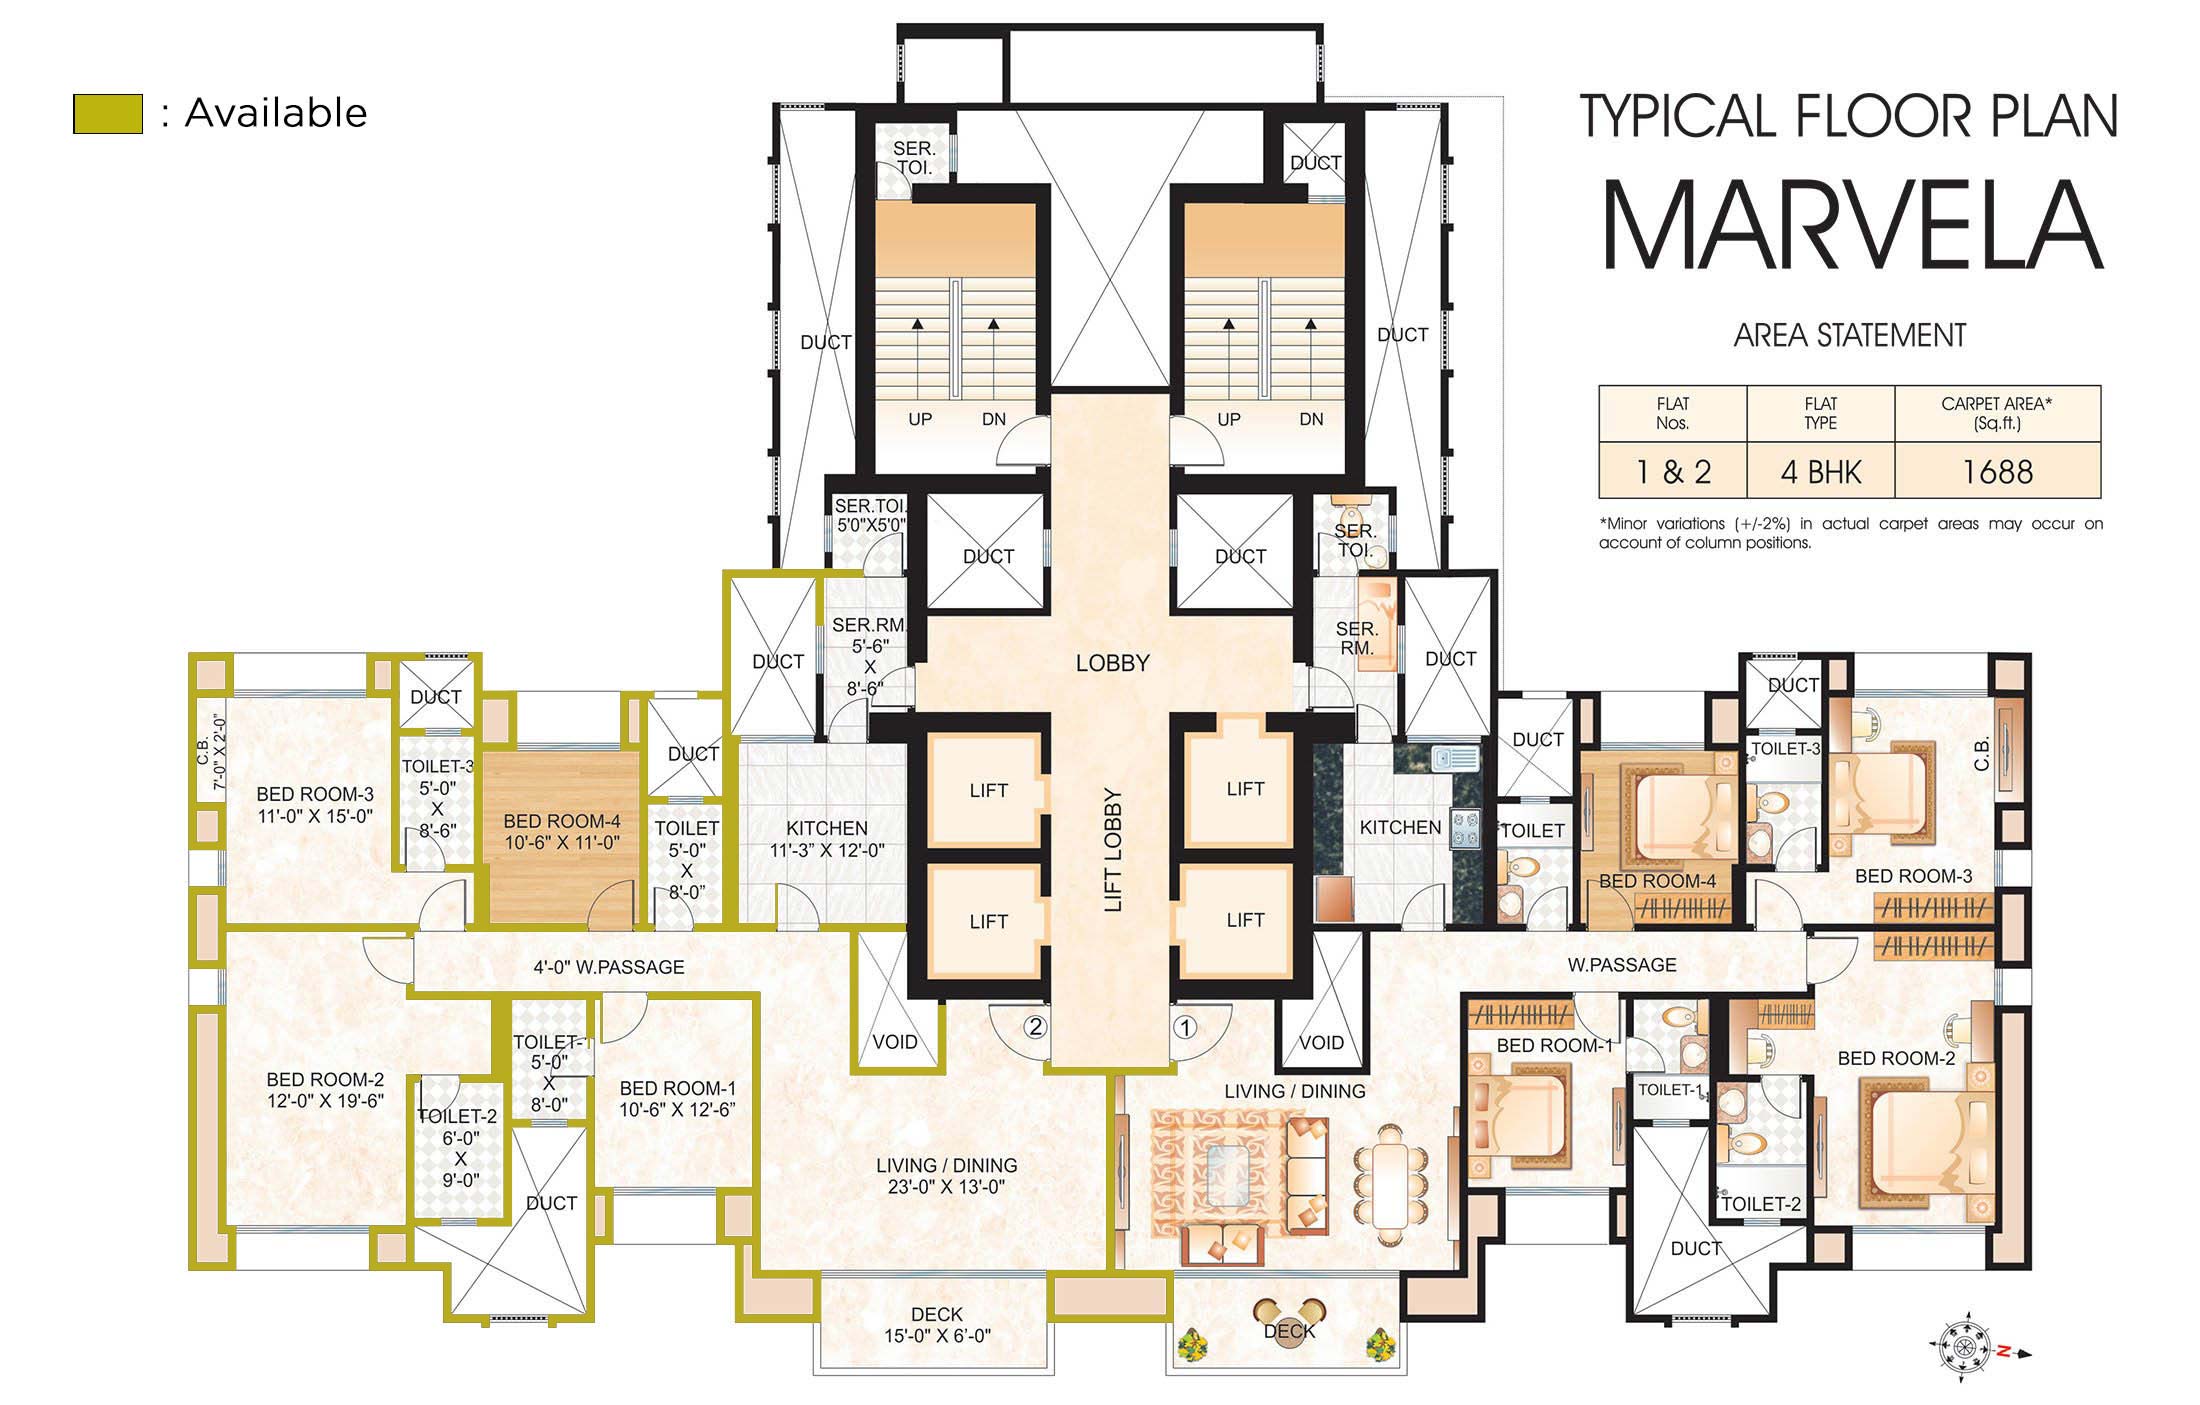 : Available
TYPICAL FLOOR PLAN
MARVELA
AREA STATEMENT
FLAT
Nos.
FLAT
TYPE
CARPET AREA*
(Sq.ft.)
1 & 2
4 BHK
1688
*Minor variations (+/-2%) in actual carpet areas may occur on
account of column positions.
SER.
TOI.
DUCT
DUCT
DUCT
UP
DN
UP
DN
SER.TOI.
5'0"X5'0"
DUCT
DUCT
SER.
TOI.
SER.RM.
5'-6"
X
8'-6"
DUCT
LOBBY
SER.
RM.
DUCT
DUCT
DUCT
DUCT
DUCT
C.B.
7'-0" X 2'-0"
BED ROOM-3
11'-0" X 15'-0"
TOILET-3
5'-0"
X
8'-6"
BED ROOM-4
10'-6" X 11'-0"
TOILET
5'-0"
X
8'-0”
KITCHEN
11'-3” X 12'-0"
LIFT
LIFT
LIFT LOBBY
LIFT
LIFT
KITCHEN
TOILET
BED ROOM-4
TOILET-3
C.B.
BED ROOM-3
4'-0" W.PASSAGE
W.PASSAGE
VOID
2
1
VOID
BED ROOM-2
12'-0" X 19'-6"
TOILET-2
6'-0"
X
9'-0"
TOILET-1
5'-0"
X
8'-0"
BED ROOM-1
10'-6" X 12'-6”
DUCT
LIVING / DINING
23'-0" X 13'-0"
LIVING / DINING
BED ROOM-1
TOILET-1
BED ROOM-2
TOILET-2
DUCT
DECK
15'-0" X 6’-0"
DECK
N